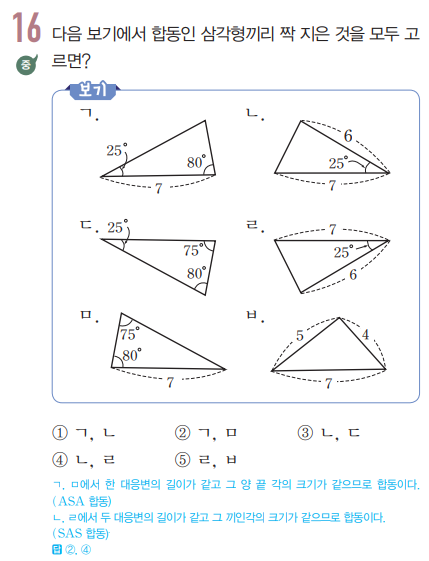 16 다음 보기에서 합동인 삼각형끼리 짝 지은 것을 모두 고
중 르면?
보기
ㄱ. 25° 80° 7
ㄴ. 6 25° 7
ㄷ. 25° 75° 80°
ㄹ. 7 25° 6
ㅁ. 75° 80° 7
ㅂ. 5 4 7
① ㄱ, ㄴ ② ㄱ, ㅁ ③ ㄴ, ㄷ
④ ㄴ, ㄹ ⑤ ㄹ, ㅂ
ㄱ. ㅁ에서 한 대응변의 길이가 같고 그 양 끝 각의 크기가 같으므로 합동이다.
(ASA 합동)
ㄴ. ㄹ에서 두 대응변의 길이가 같고 그 끼인각의 크기가 같으므로 합동이다.
(SAS 합동)
답 ②, ④